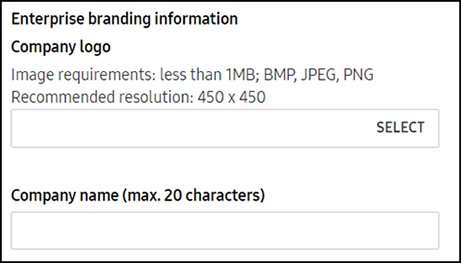 Enterprise branding information
Company logo
Image requirements: less than 1MB; BMP, JPEG, PNG
Recommended resolution: 450 x 450
SELECT
Company name (max. 20 characters)